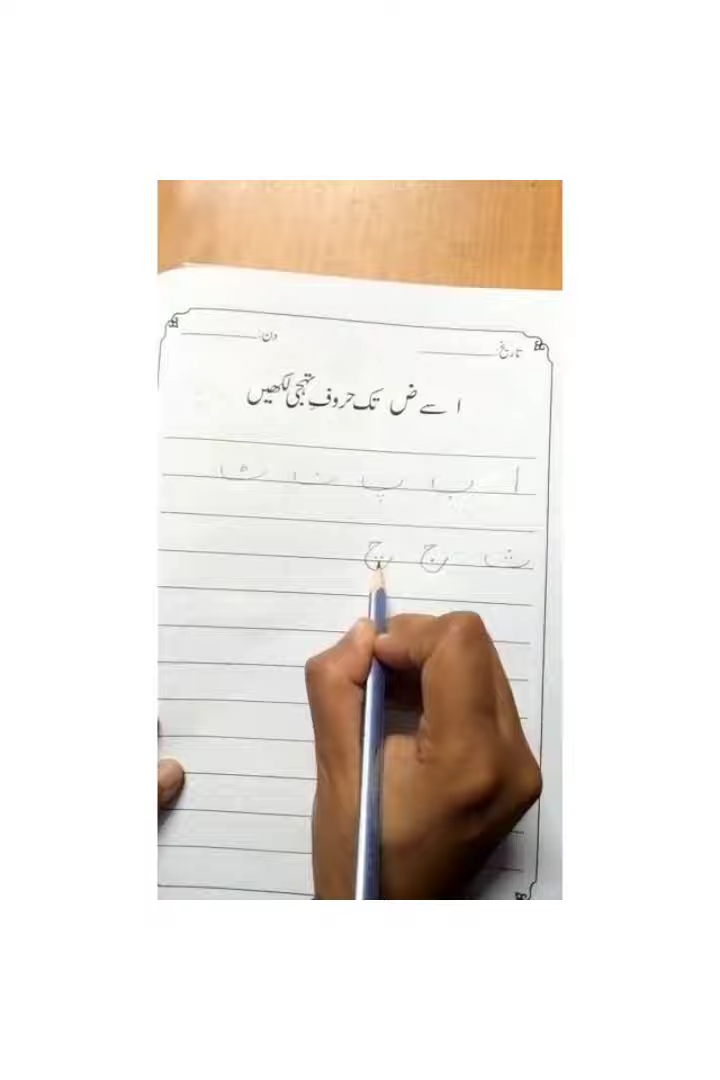 تاریخ: دن:
ا سے ض تک حروفِ تہجی لکھیں
ا ب پ ت ٹ
ث ج چ